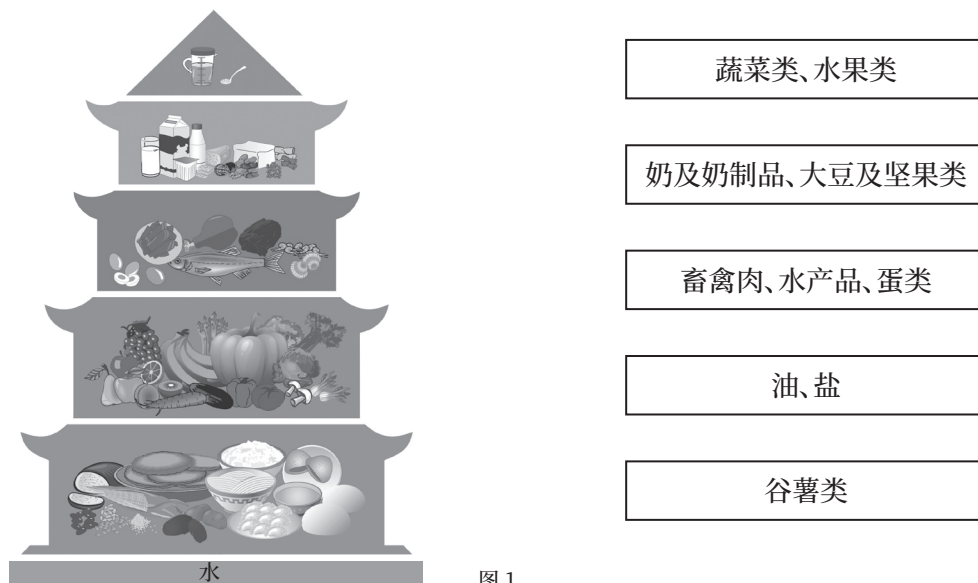 蔬菜类、水果类
奶及奶制品、大豆及坚果类
畜禽肉、水产品、蛋类
油、盐
谷薯类
水
图1